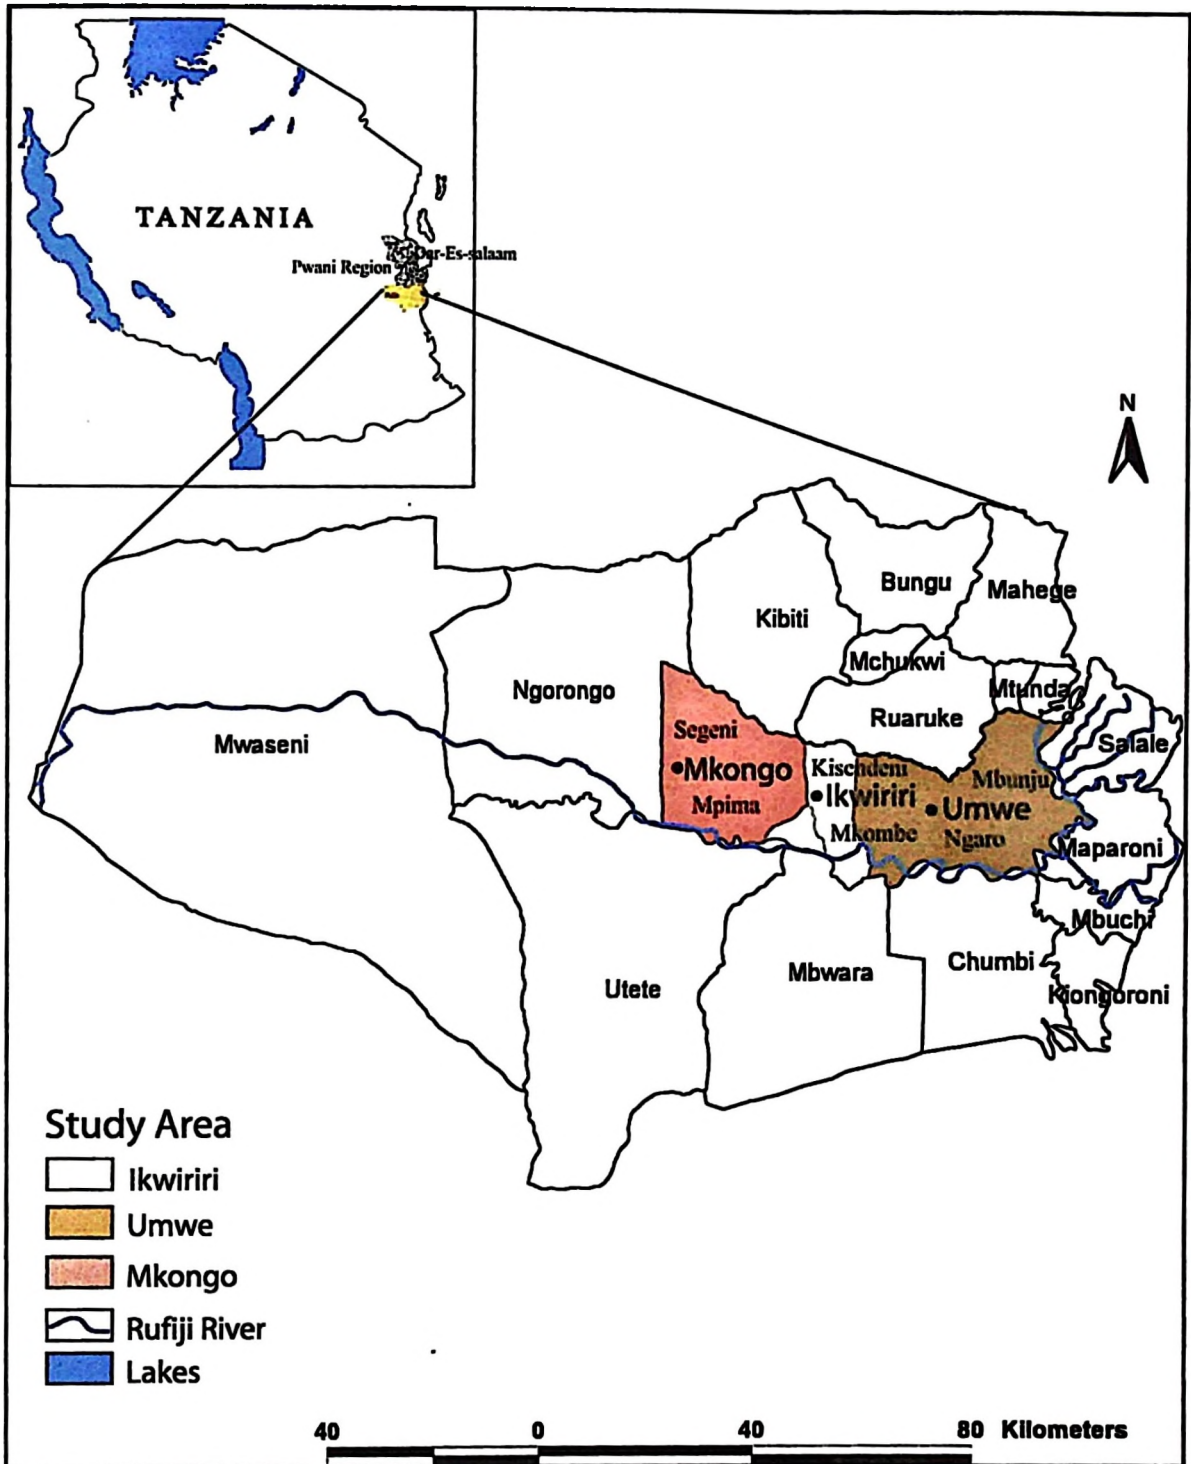 TANZANIA
Dar-Es-salaam
Pwani Region
N
Bungu
Mahege
Kibiti
Mchukwi
Mtunda
Ngorongo
Ruaruke
Segeni
Salale
Mwaseni
Mkongo
Kischdeni
Mbunju
Ikwiriri
Mpima
Umwe
Mkombe
Ngaro
Maparoni
Mbuchi
Chumbi
Mbwara
Utete
Kiongoroni
Study Area
Ikwiriri
Umwe
Mkongo
Rufiji River
Lakes
40 0 40 80 Kilometers